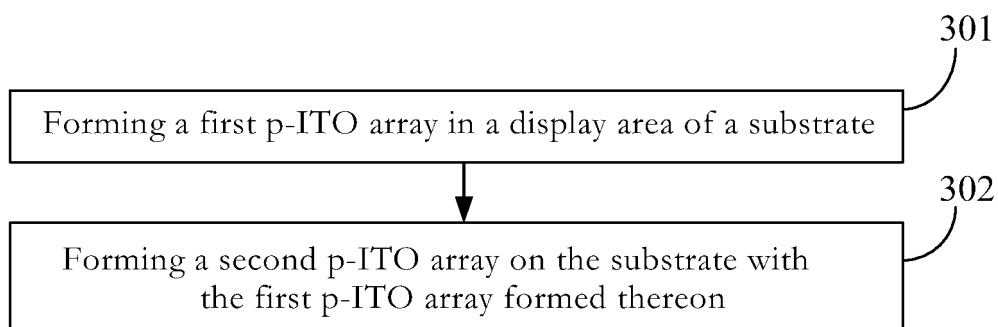 301
Forming a first p-ITO array in a display area of a substrate
302
Forming a second p-ITO array on the substrate with
the first p-ITO array formed thereon